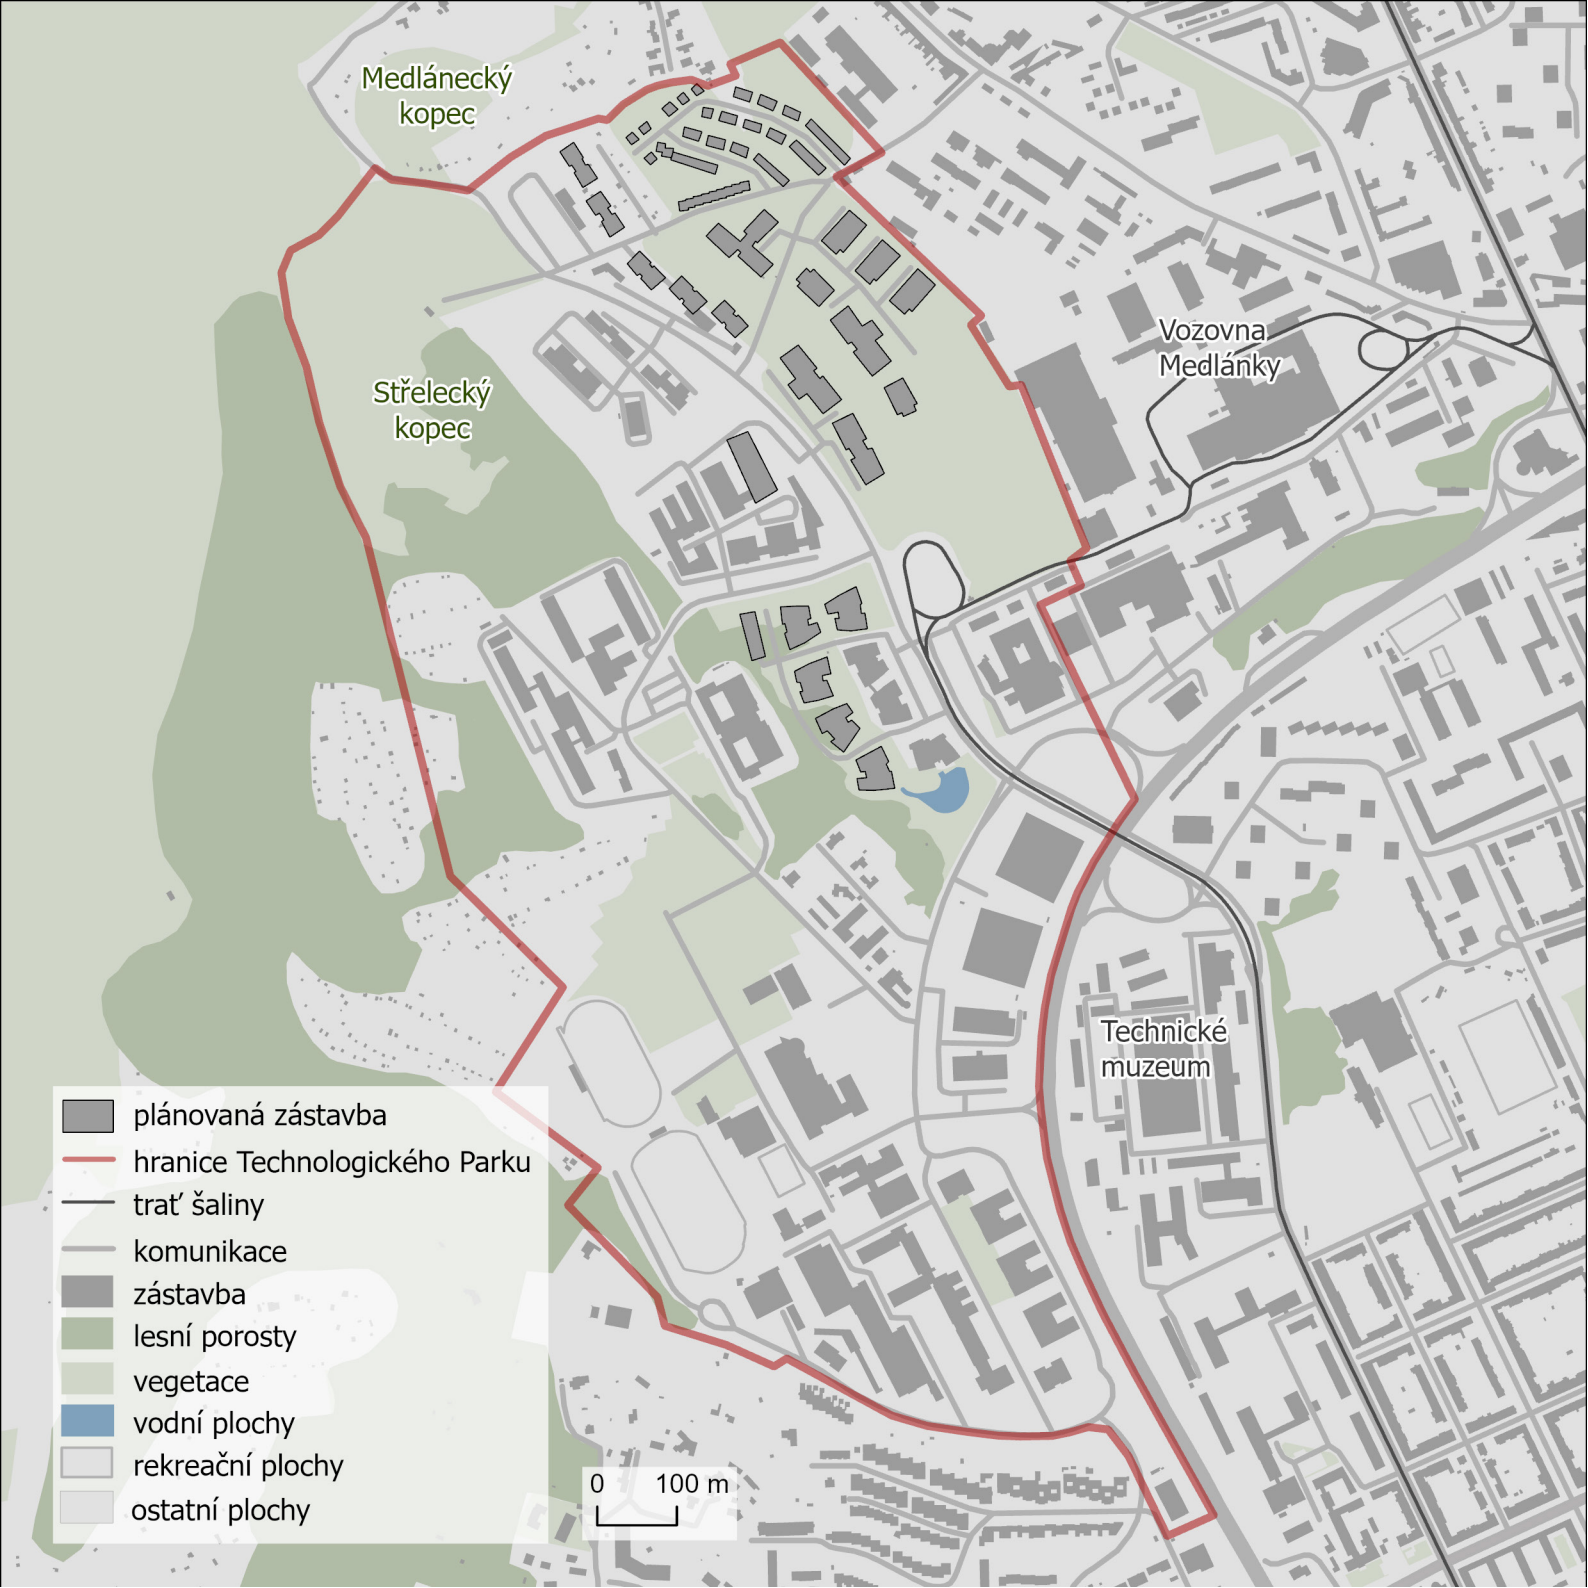 Medlánecký
kopec
Střelecký
kopec
Vozovna
Medlánky
Technické
muzeum
plánovaná zástavba
hranice Technologického Parku
trať šaliny
komunikace
zástavba
lesní porosty
vegetace
vodní plochy
rekreační plochy
ostatní plochy
0 100 m